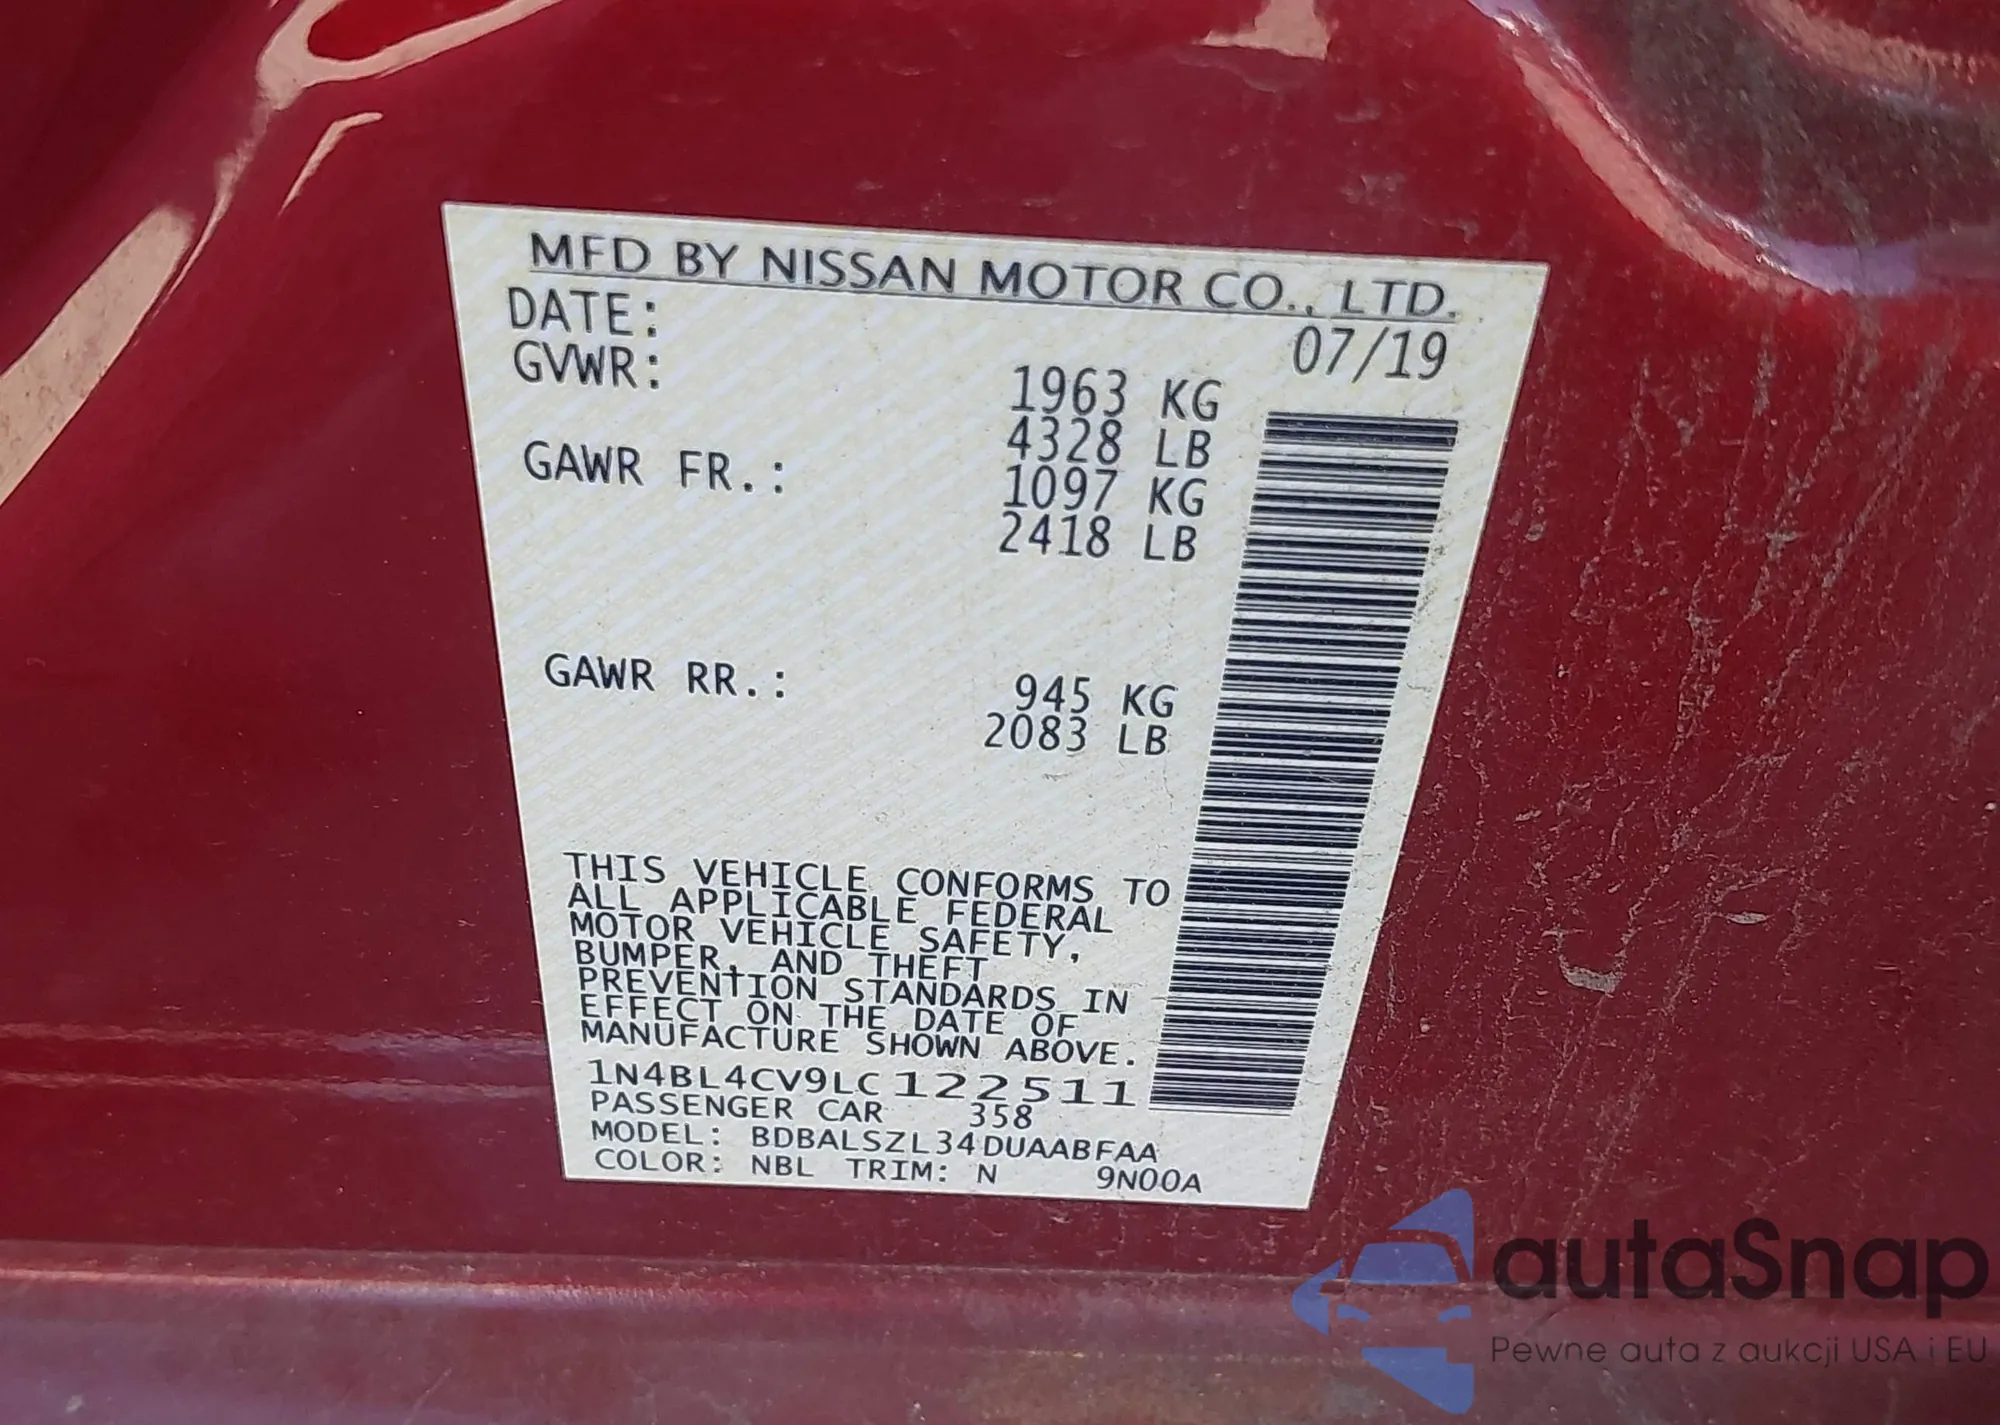 MFD BY NISSAN MOTOR CO., LTD.
DATE: 07/19
GVWR: 1963 KG
4328 LB
GAWR FR.: 1097 KG
2418 LB
GAWR RR.: 945 KG
2083 LB
THIS VEHICLE CONFORMS TO
ALL APPLICABLE FEDERAL
MOTOR VEHICLE SAFETY,
BUMPER, AND THEFT
PREVENTION STANDARDS IN
EFFECT ON THE DATE OF
MANUFACTURE SHOWN ABOVE.
1N4BL4CV9LC122511
PASSENGER CAR 358
MODEL: BDBALSZL34DUAABFAA
COLOR: NBL TRIM: N 9N00A
autaSnap
Pewne auta z aukcji USA i EU